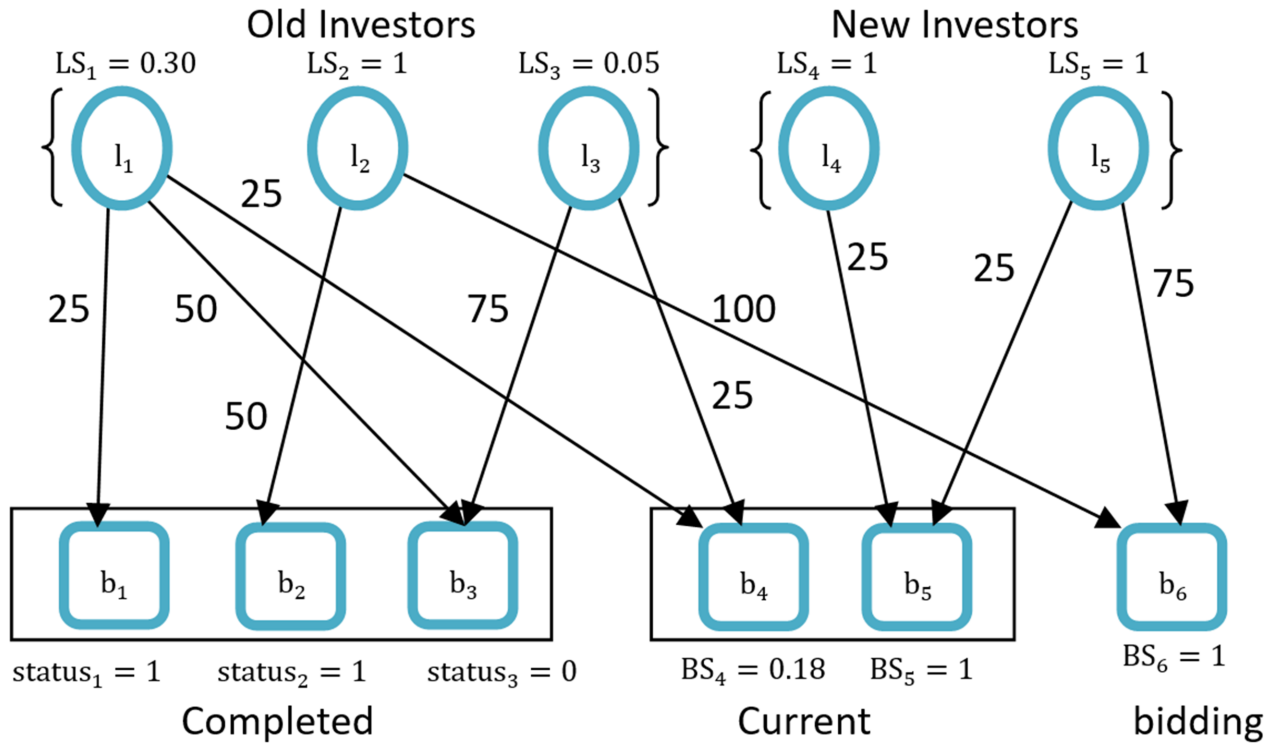 Old Investors New Investors
LS₁ = 0.30 LS₂ = 1 LS₃ = 0.05 LS₄ = 1 LS₅ = 1
l₁ l₂ l₃ l₄ l₅
25
25 25
75
25 50 75 100
25
50
b₁ b₂ b₃ b₄ b₅ b₆
status₁ = 1 status₂ = 1 status₃ = 0 BS₄ = 0.18 BS₅ = 1 BS₆ = 1
Completed Current bidding